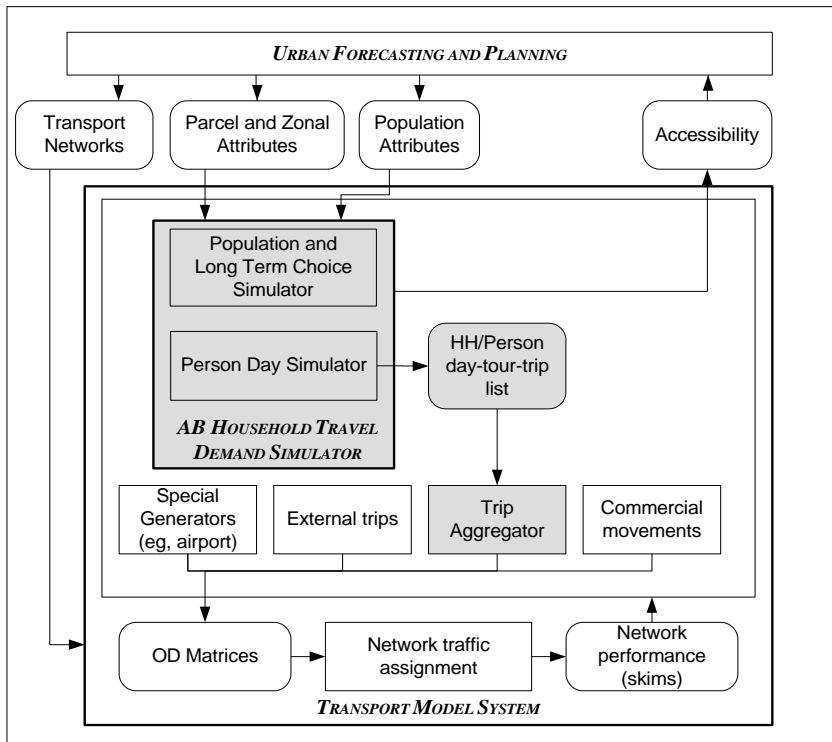 URBAN FORECASTING AND PLANNING
Transport
Networks
Parcel and Zonal
Attributes
Population
Attributes
Accessibility
Population and
Long Term Choice
Simulator
Person Day Simulator
HH/Person
day-tour-trip
list
AB HOUSEHOLD TRAVEL
DEMAND SIMULATOR
Special
Generators
(eg, airport)
External trips
Trip
Aggregator
Commercial
movements
OD Matrices
Network traffic
assignment
Network
performance
(skims)
TRANSPORT MODEL SYSTEM